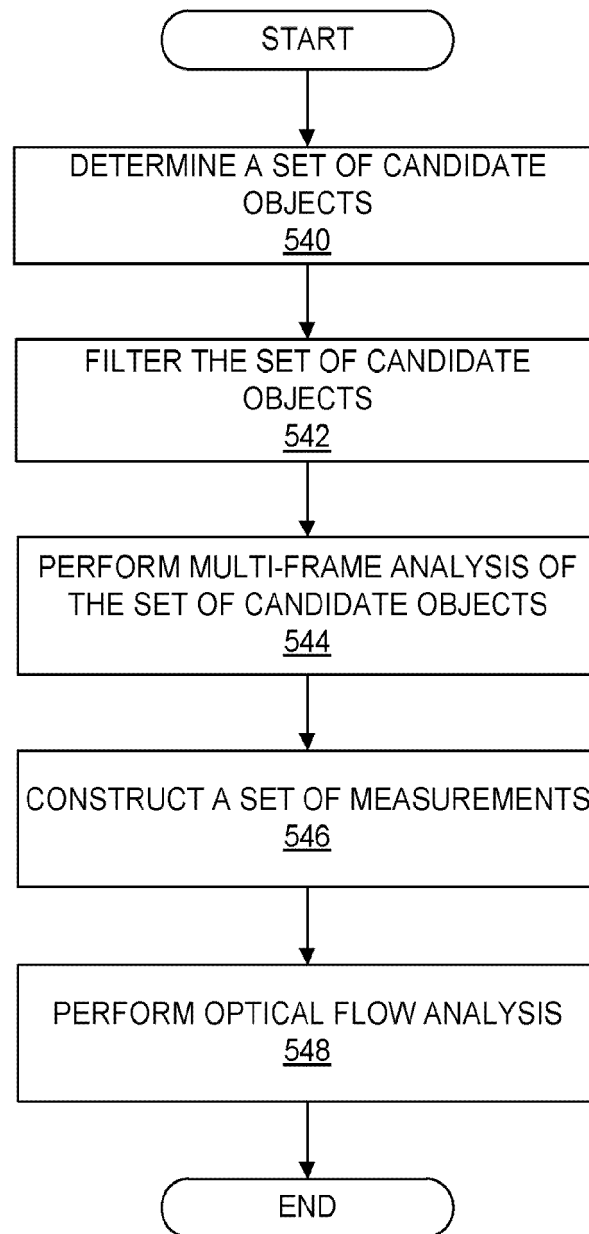 START
DETERMINE A SET OF CANDIDATE
OBJECTS
540
FILTER THE SET OF CANDIDATE
OBJECTS
542
PERFORM MULTI-FRAME ANALYSIS OF
THE SET OF CANDIDATE OBJECTS
544
CONSTRUCT A SET OF MEASUREMENTS
546
PERFORM OPTICAL FLOW ANALYSIS
548
END